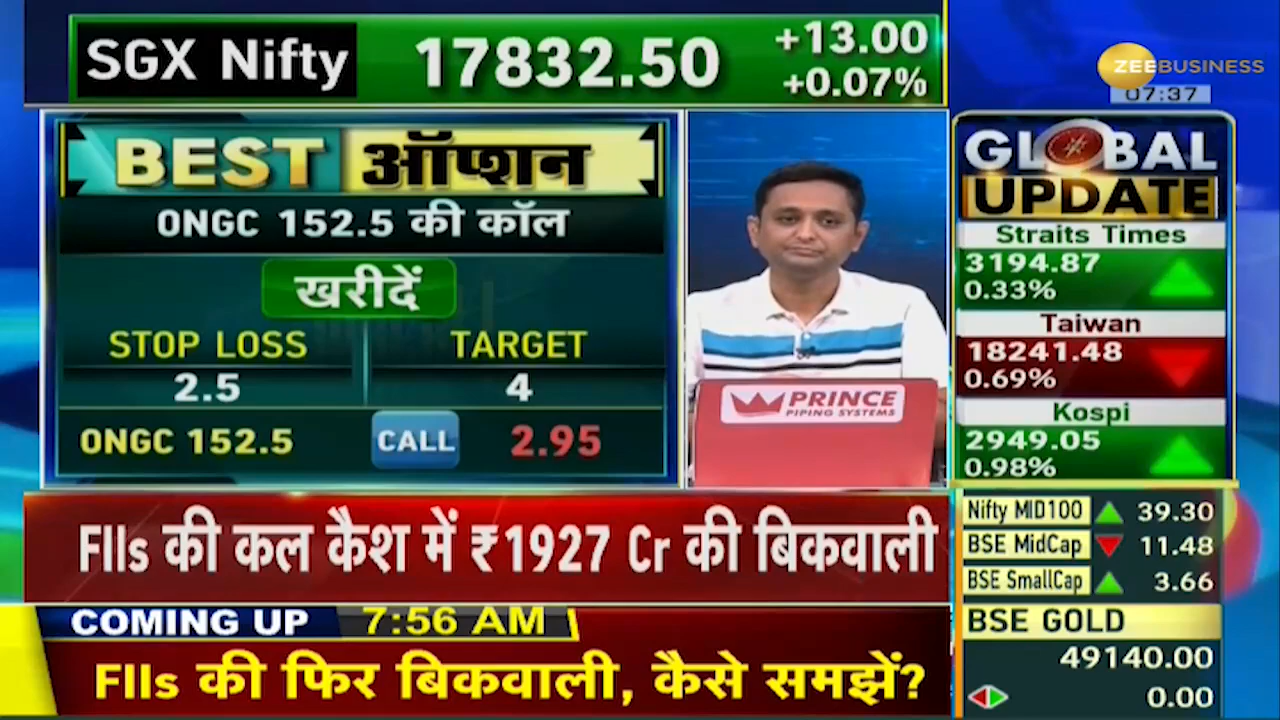 SGX Nifty 17832.50 +13.00
+0.07%
ZEEBUSINESS
07:37
BEST ऑप्शन
ONGC 152.5 की कॉल
खरीदें
STOP LOSS TARGET
2.5 4
ONGC 152.5 CALL 2.95
PRINCE
PIPING SYSTEMS
GLOBAL
UPDATE
Straits Times
3194.87
0.33%
Taiwan
18241.48
0.69%
Kospi
2949.05
0.98%
Nifty MID100 39.30
BSE MidCap 11.48
BSE SmallCap 3.66
BSE GOLD
49140.00
0.00
FIIs की कल कैश में ₹1927 Cr की बिकवाली
COMING UP 7:56 AM
FIIs की फिर बिकवाली, कैसे समझें?